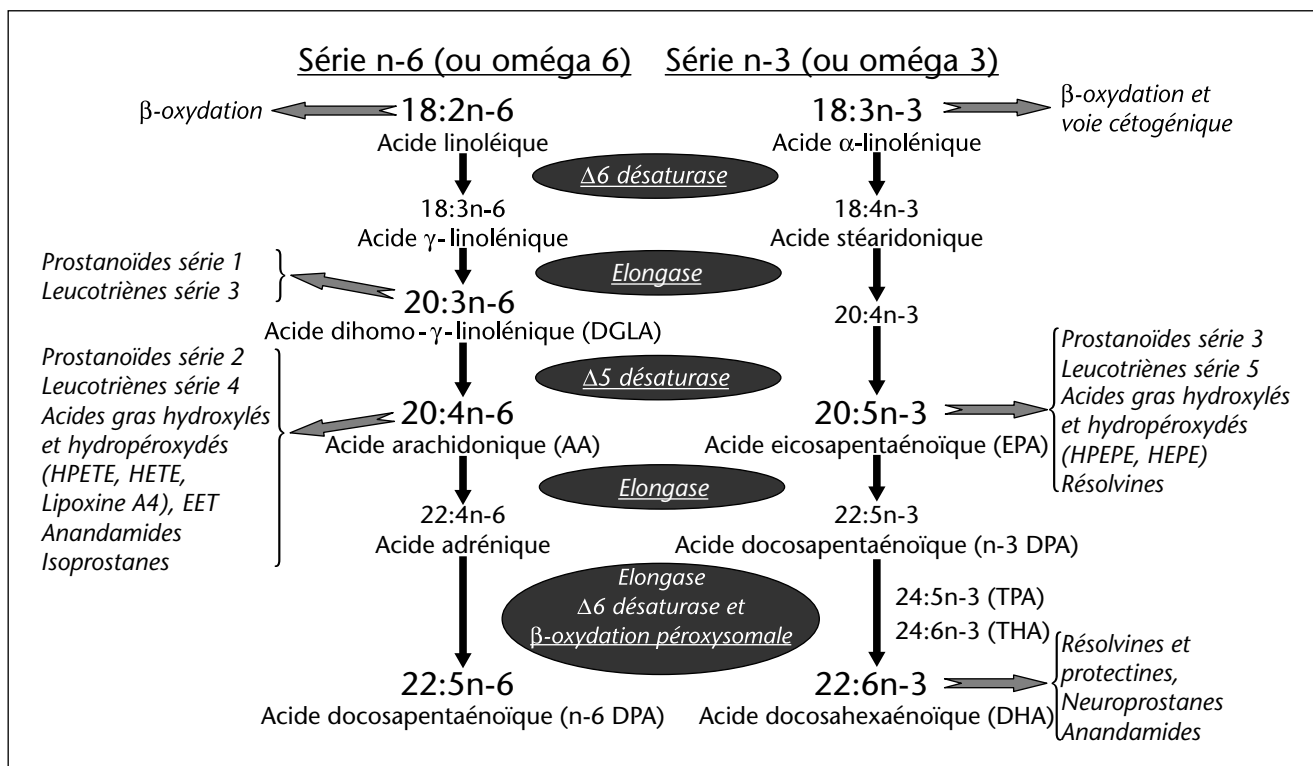 Série n-6 (ou oméga 6)
Série n-3 (ou oméga 3)
β-oxydation
18:2n-6
Acide linoléique
18:3n-3
Acide α-linolénique
β-oxydation et
voie cétogénique
Δ6 désaturase
18:3n-6
Acide γ-linolénique
18:4n-3
Acide stéaridonique
Elongase
Prostanoïdes série 1
Leucotriènes série 3
20:3n-6
Acide dihomo-γ-linolénique (DGLA)
20:4n-3
Δ5 désaturase
Prostanoïdes série 2
Leucotriènes série 4
Acides gras hydroxylés
et hydropéroxydés
(HPETE, HETE,
Lipoxine A4), EET
Anandamides
Isoprostanes
20:4n-6
Acide arachidonique (AA)
20:5n-3
Acide eicosapentaénoïque (EPA)
Prostanoïdes série 3
Leucotriènes série 5
Acides gras hydroxylés
et hydropéroxydés
(HPEPE, HEPE)
Résolvines
Elongase
22:4n-6
Acide adrénique
22:5n-3
Acide docosapentaénoïque (n-3 DPA)
Elongase
Δ6 désaturase et
β-oxydation péroxysomale
24:5n-3 (TPA)
24:6n-3 (THA)
22:5n-6
Acide docosapentaénoïque (n-6 DPA)
22:6n-3
Acide docosahexaénoïque (DHA)
Résolvines et
protectines,
Neuroprostanes
Anandamides